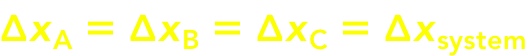 Δx_A = Δx_B = Δx_C = Δx_system